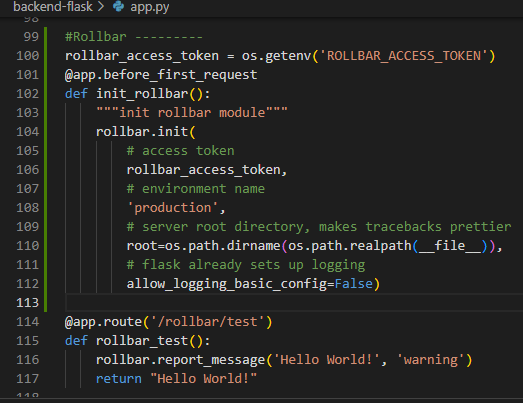 backend-flask > app.py
98
99 #Rollbar ---------
100 rollbar_access_token = os.getenv('ROLLBAR_ACCESS_TOKEN')
101 @app.before_first_request
102 def init_rollbar():
103     """init rollbar module"""
104     rollbar.init(
105         # access token
106         rollbar_access_token,
107         # environment name
108         'production',
109         # server root directory, makes tracebacks prettier
110         root=os.path.dirname(os.path.realpath(__file__)),
111         # flask already sets up logging
112         allow_logging_basic_config=False)
113
114 @app.route('/rollbar/test')
115 def rollbar_test():
116     rollbar.report_message('Hello World!', 'warning')
117     return "Hello World!"
118